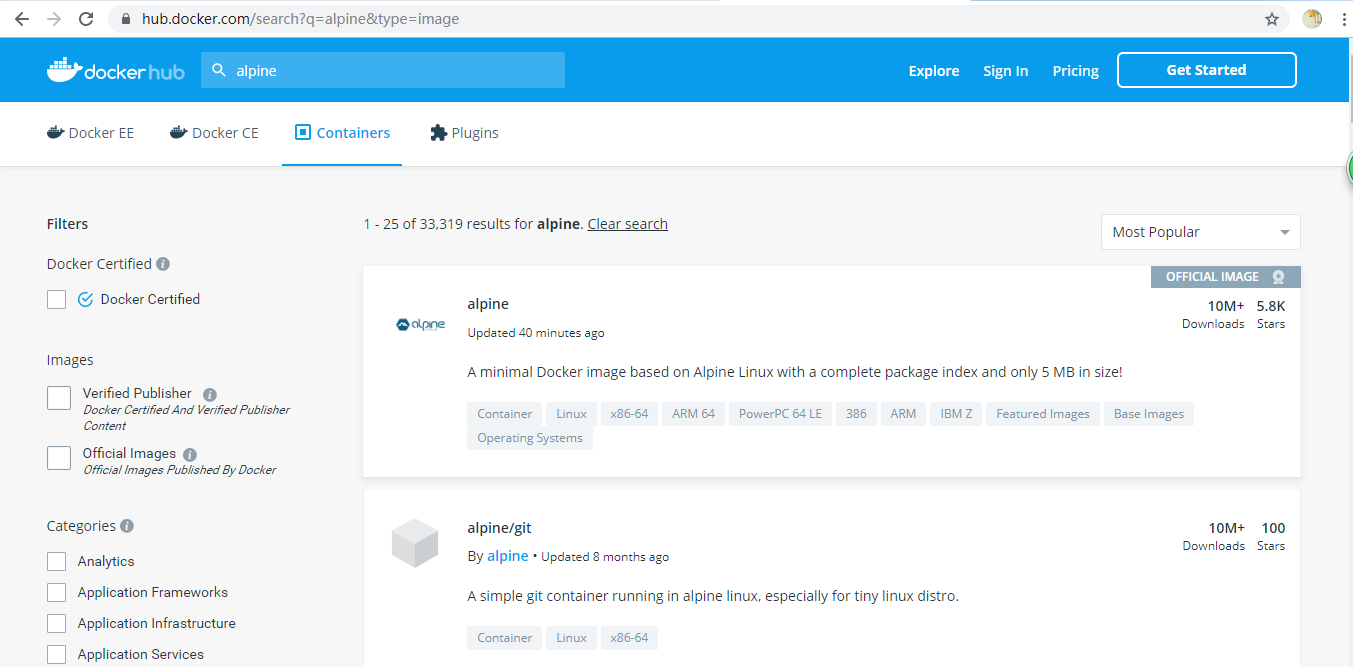 hub.docker.com/search?q=alpine&type=image
docker hub
alpine
Explore
Sign In
Pricing
Get Started
Docker EE
Docker CE
Containers
Plugins
Filters
Docker Certified
Docker Certified
Images
Verified Publisher
Docker Certified And Verified Publisher
Content
Official Images
Official Images Published By Docker
Categories
Analytics
Application Frameworks
Application Infrastructure
Application Services
1 - 25 of 33,319 results for alpine. Clear search
Most Popular
OFFICIAL IMAGE
alpine
alpine
Updated 40 minutes ago
10M+ 5.8K
Downloads Stars
A minimal Docker image based on Alpine Linux with a complete package index and only 5 MB in size!
Container Linux x86-64 ARM 64 PowerPC 64 LE 386 ARM IBM Z Featured Images Base Images
Operating Systems
alpine/git
By alpine • Updated 8 months ago
10M+ 100
Downloads Stars
A simple git container running in alpine linux, especially for tiny linux distro.
Container Linux x86-64